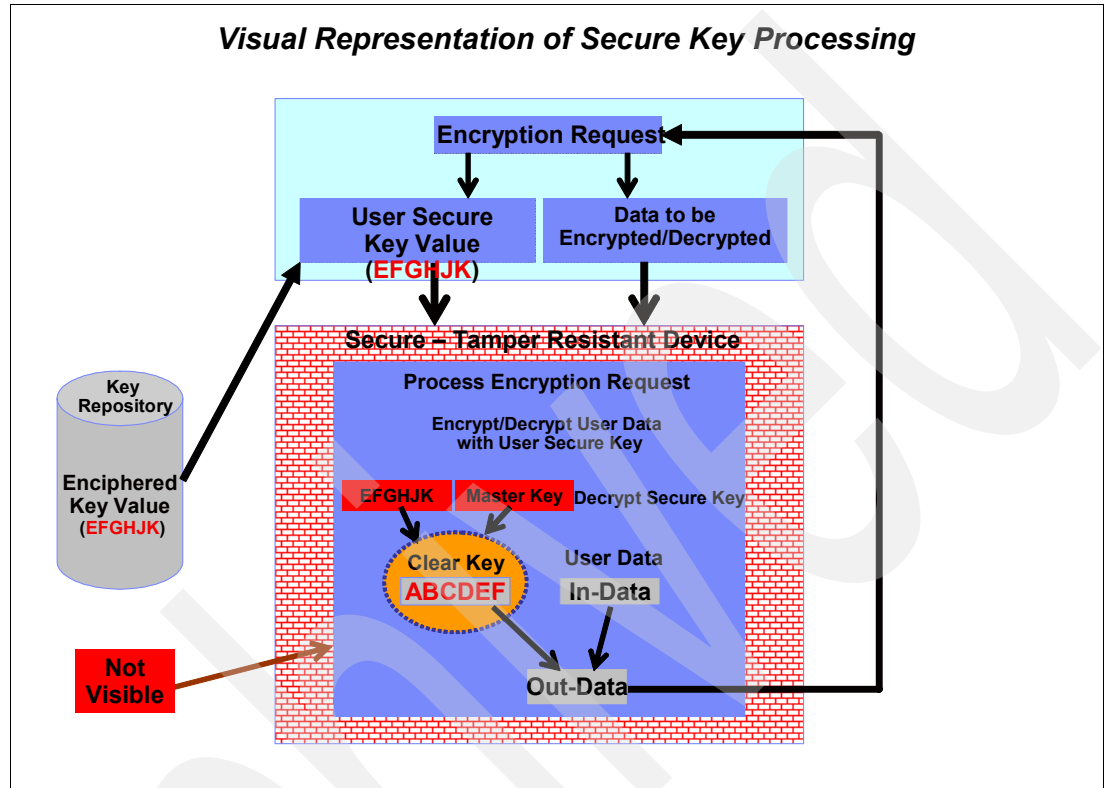 Visual Representation of Secure Key Processing
Encryption Request
User Secure
Key Value
(EFGHJK)
Data to be
Encrypted/Decrypted
Secure – Tamper Resistant Device
Process Encryption Request
Encrypt/Decrypt User Data
with User Secure Key
Key
Repository
Enciphered
Key Value
(EFGHJK)
EFGHJK
Master Key
Decrypt Secure Key
Clear Key
ABCDEF
User Data
In-Data
Out-Data
Not
Visible